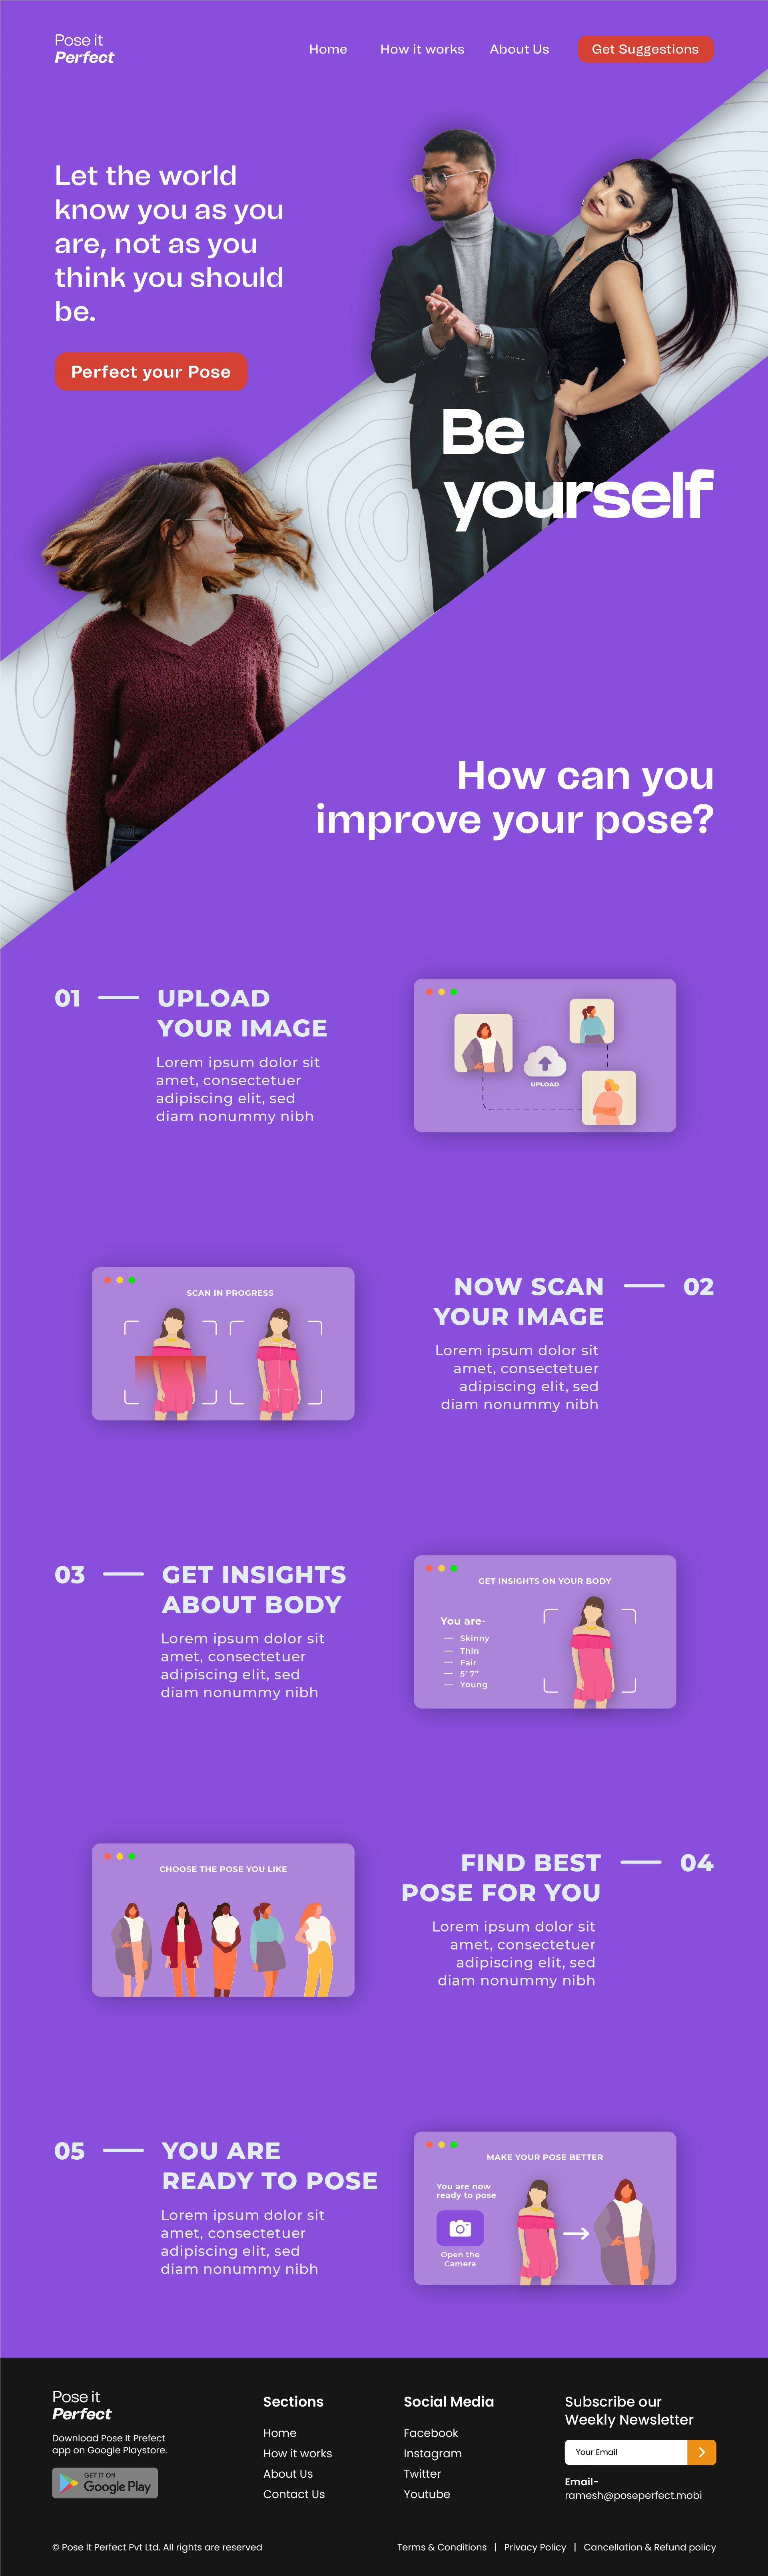 Pose it
Perfect
Home
How it works
About Us
Get Suggestions
Let the world
know you as you
are, not as you
think you should
be.
Perfect your Pose
Be
yourself
How can you
improve your pose?
01
UPLOAD
YOUR IMAGE
Lorem ipsum dolor sit
amet, consectetuer
adipiscing elit, sed
diam nonummy nibh
UPLOAD
SCAN IN PROGRESS
NOW SCAN
YOUR IMAGE
02
Lorem ipsum dolor sit
amet, consectetuer
adipiscing elit, sed
diam nonummy nibh
03
GET INSIGHTS
ABOUT BODY
Lorem ipsum dolor sit
amet, consectetuer
adipiscing elit, sed
diam nonummy nibh
GET INSIGHTS ON YOUR BODY
You are-
— Skinny
— Thin
— Fair
— 5' 7"
— Young
CHOOSE THE POSE YOU LIKE
FIND BEST
POSE FOR YOU
04
Lorem ipsum dolor sit
amet, consectetuer
adipiscing elit, sed
diam nonummy nibh
05
YOU ARE
READY TO POSE
Lorem ipsum dolor sit
amet, consectetuer
adipiscing elit, sed
diam nonummy nibh
MAKE YOUR POSE BETTER
You are now
ready to pose
Open the
Camera
Pose it
Perfect
Download Pose It Prefect
app on Google Playstore.
GET IT ON
Google Play
Sections
Home
How it works
About Us
Contact Us
Social Media
Facebook
Instagram
Twitter
Youtube
Subscribe our
Weekly Newsletter
Your Email
Email-
ramesh@poseperfect.mobi
© Pose It Perfect Pvt Ltd. All rights are reserved
Terms & Conditions | Privacy Policy | Cancellation & Refund policy